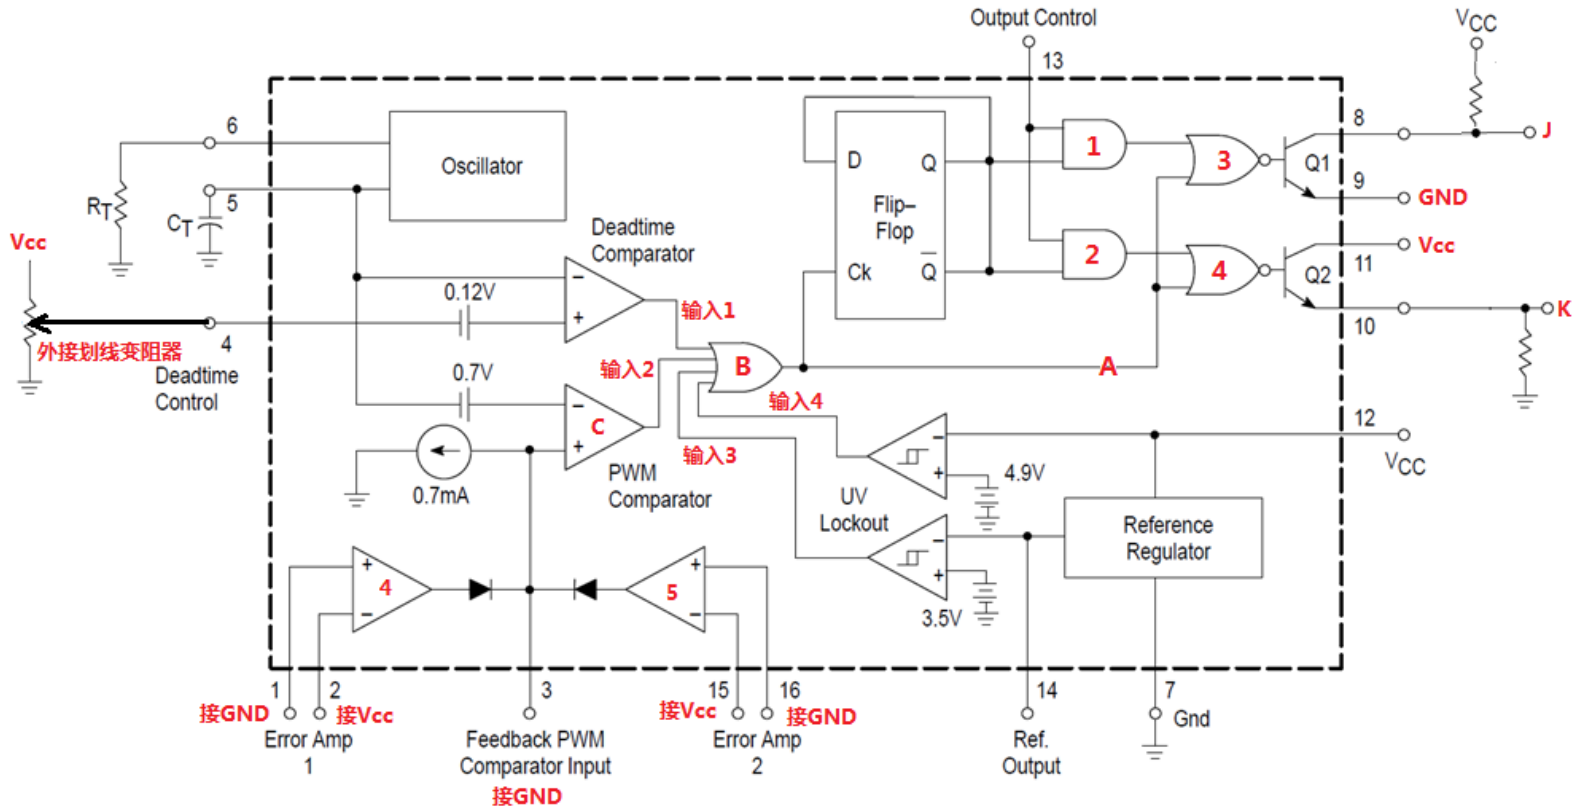 Output Control
13
VCC
6
Oscillator
5
RT
CT
Vcc
外接划线变阻器
4
Deadtime
Control
0.12V
0.7V
Deadtime
Comparator
输入1
输入2
输入3
输入4
B
C
A
PWM
Comparator
0.7mA
D
Q
Flip–
Flop
Ck
Q
1
2
3
4
Q1
Q2
8
J
9
GND
Vcc
11
10
K
12
VCC
4.9V
UV
Lockout
3.5V
Reference
Regulator
4
5
1
2
3
15
16
14
7
接GND
接Vcc
接Vcc
接GND
Gnd
Error Amp
1
Feedback PWM
Comparator Input
接GND
Error Amp
2
Ref.
Output
+
−
+
−
−
+
−
+
−
+
−
+